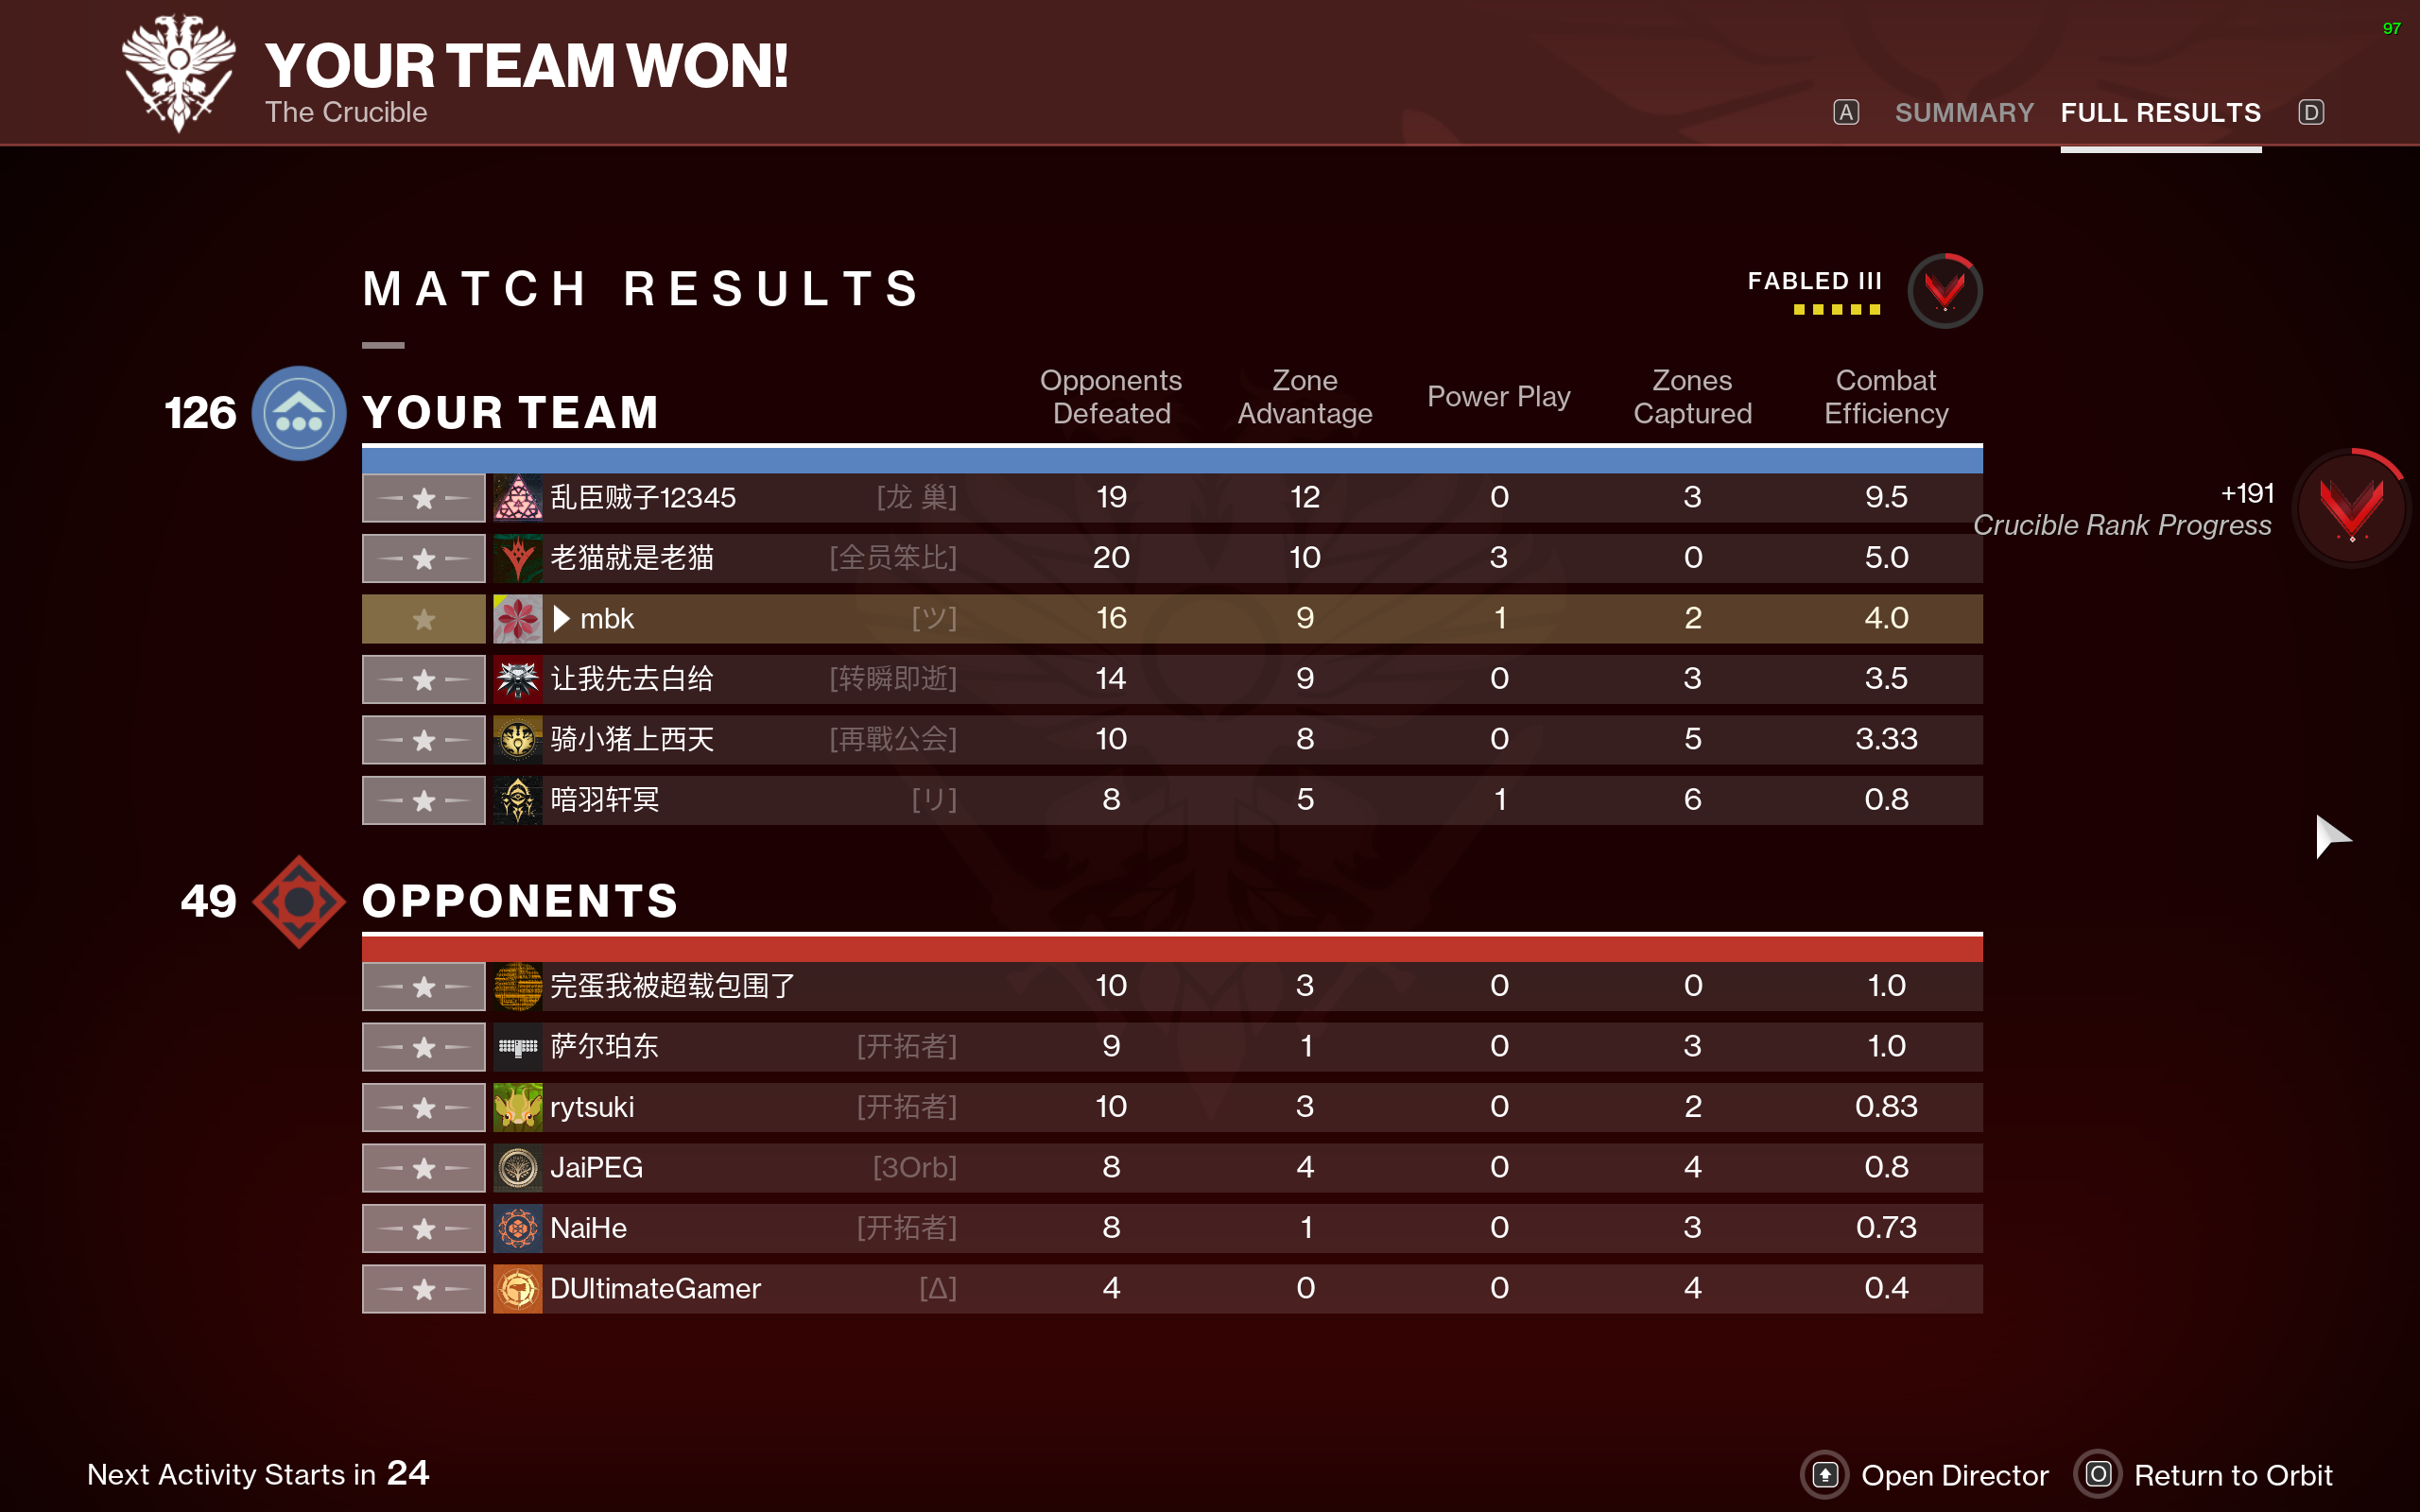 97
YOUR TEAM WON!
The Crucible
A SUMMARY FULL RESULTS D
MATCH RESULTS
FABLED III
126 YOUR TEAM Opponents Defeated Zone Advantage Power Play Zones Captured Combat Efficiency
乱臣贼子12345 [龙 巢] 19 12 0 3 9.5
+191
Crucible Rank Progress
老猫就是老猫 [全员笨比] 20 10 3 0 5.0
mbk [ツ] 16 9 1 2 4.0
让我先去白给 [转瞬即逝] 14 9 0 3 3.5
骑小猪上西天 [再戰公会] 10 8 0 5 3.33
暗羽轩冥 [リ] 8 5 1 6 0.8
49 OPPONENTS
完蛋我被超载包围了 10 3 0 0 1.0
萨尔珀东 [开拓者] 9 1 0 3 1.0
rytsuki [开拓者] 10 3 0 2 0.83
JaiPEG [3Orb] 8 4 0 4 0.8
NaiHe [开拓者] 8 1 0 3 0.73
DUltimateGamer [Δ] 4 0 0 4 0.4
Next Activity Starts in 24
Open Director O Return to Orbit